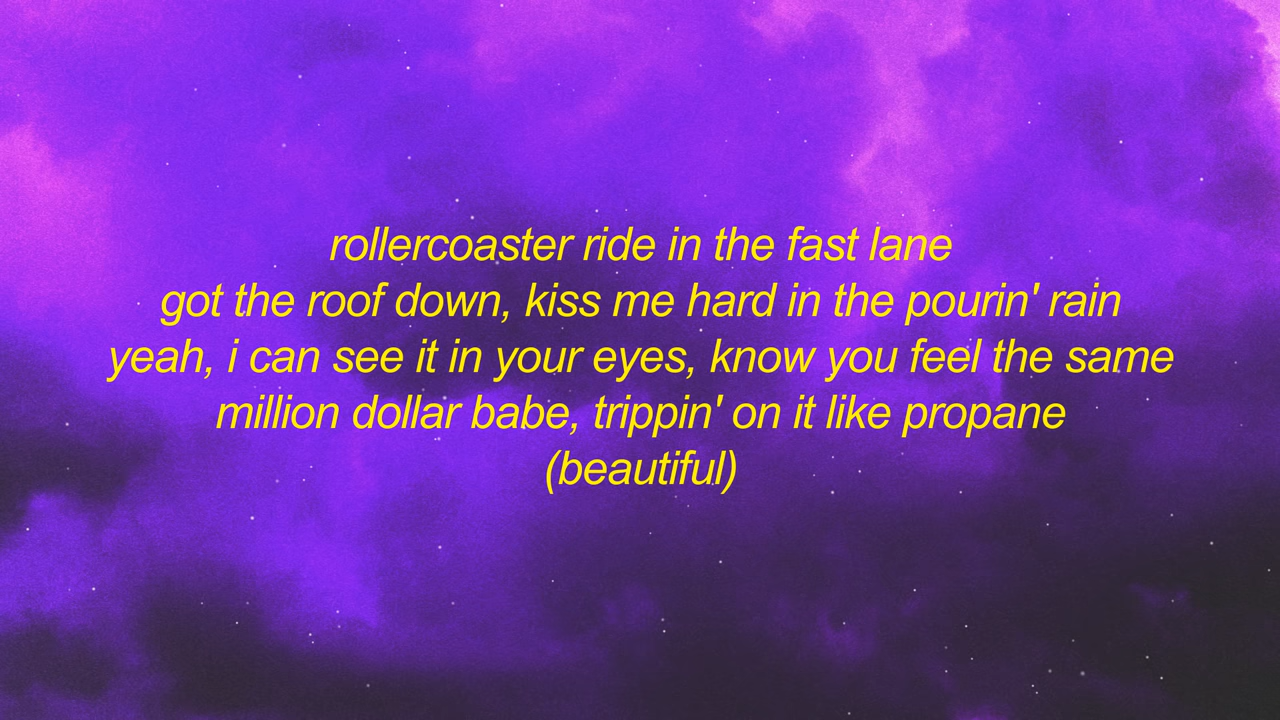 rollercoaster ride in the fast lane
got the roof down, kiss me hard in the pourin' rain
yeah, i can see it in your eyes, know you feel the same
million dollar babe, trippin' on it like propane
(beautiful)